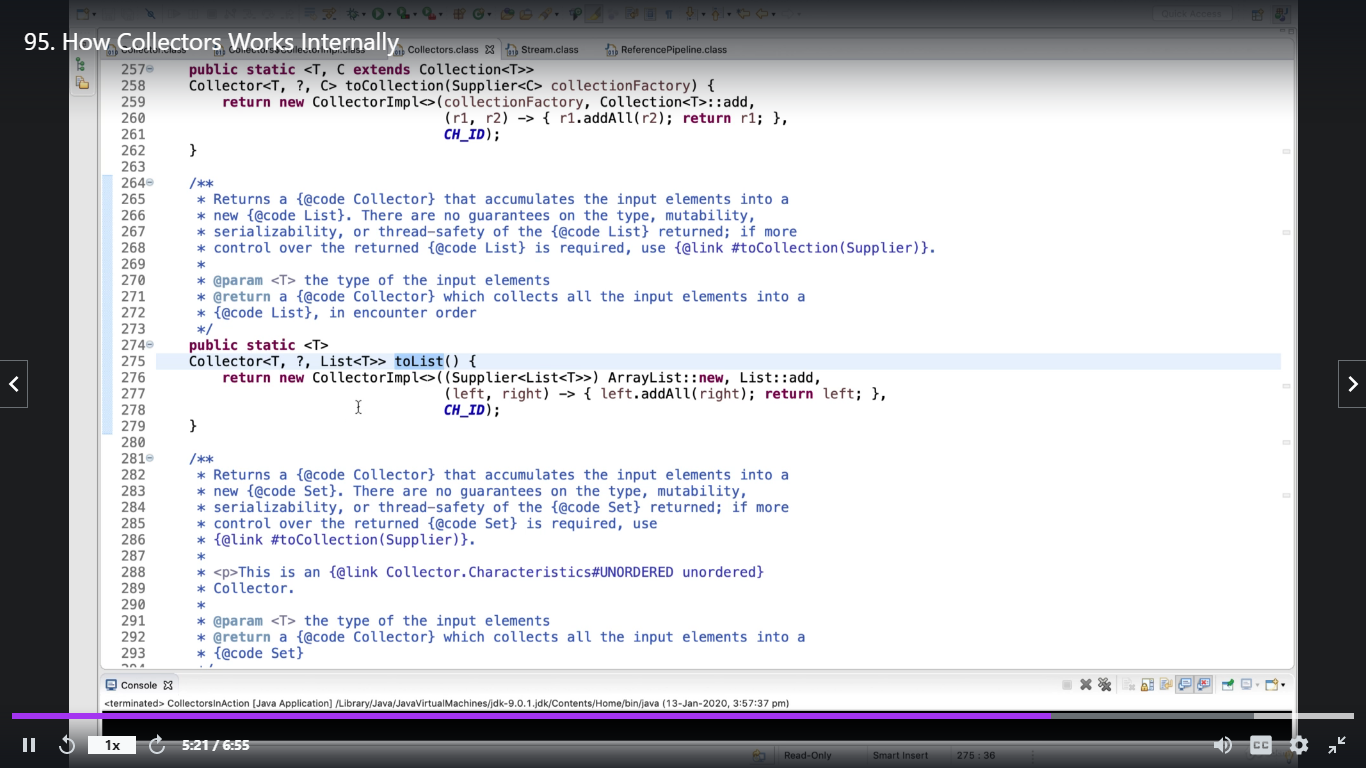 Quick Access
95. How Collectors Works Internally
Collectors.class
Stream.class
ReferencePipeline.class
257 public static <T, C extends Collection<T>>
258 Collector<T, ?, C> toCollection(Supplier<C> collectionFactory) {
259 return new CollectorImpl<>(collectionFactory, Collection<T>::add,
260 (r1, r2) -> { r1.addAll(r2); return r1; },
261 CH_ID);
262 }
263
264 /**
265 * Returns a {@code Collector} that accumulates the input elements into a
266 * new {@code List}. There are no guarantees on the type, mutability,
267 * serializability, or thread-safety of the {@code List} returned; if more
268 * control over the returned {@code List} is required, use {@link #toCollection(Supplier)}.
269 *
270 * @param <T> the type of the input elements
271 * @return a {@code Collector} which collects all the input elements into a
272 * {@code List}, in encounter order
273 */
274 public static <T>
275 Collector<T, ?, List<T>> toList() {
276 return new CollectorImpl<>((Supplier<List<T>>) ArrayList::new, List::add,
277 (left, right) -> { left.addAll(right); return left; },
278 CH_ID);
279 }
280
281 /**
282 * Returns a {@code Collector} that accumulates the input elements into a
283 * new {@code Set}. There are no guarantees on the type, mutability,
284 * serializability, or thread-safety of the {@code Set} returned; if more
285 * control over the returned {@code Set} is required, use
286 * {@link #toCollection(Supplier)}.
287 *
288 * <p>This is an {@link Collector.Characteristics#UNORDERED unordered}
289 * Collector.
290 *
291 * @param <T> the type of the input elements
292 * @return a {@code Collector} which collects all the input elements into a
293 * {@code Set}
Console
<terminated> CollectorsInAction [Java Application] /Library/Java/JavaVirtualMachines/jdk-9.0.1.jdk/Contents/Home/bin/java (13-Jan-2020, 3:57:37 pm)
1x
5:21 / 6:55
CC
Read-Only
Smart Insert
275 : 36